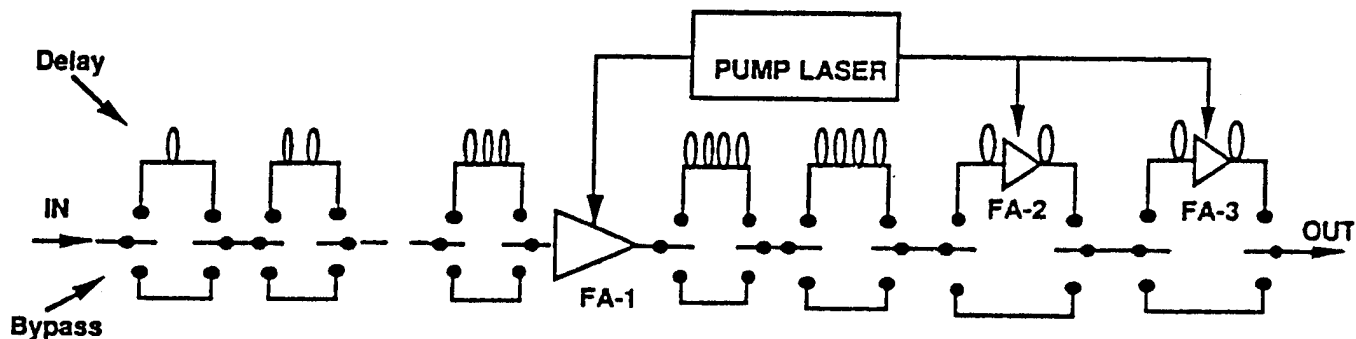 Delay
PUMP LASER
IN
FA-2
FA-3
OUT
FA-1
Bypass